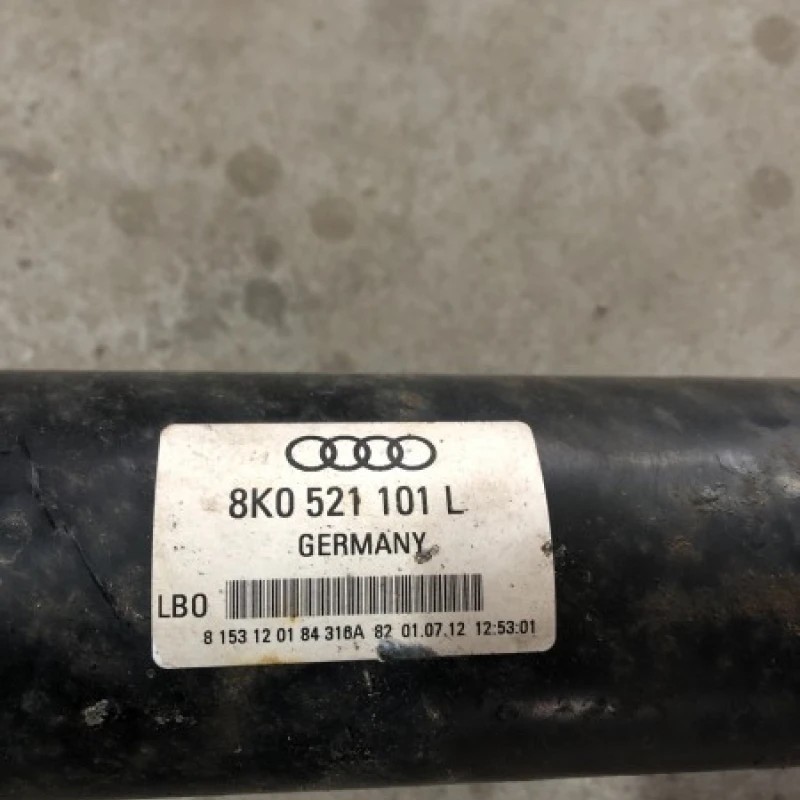 8K0 521 101 L
GERMANY
LBO
8 153 12 01 84 316A 82 01.07.12 12:53:01